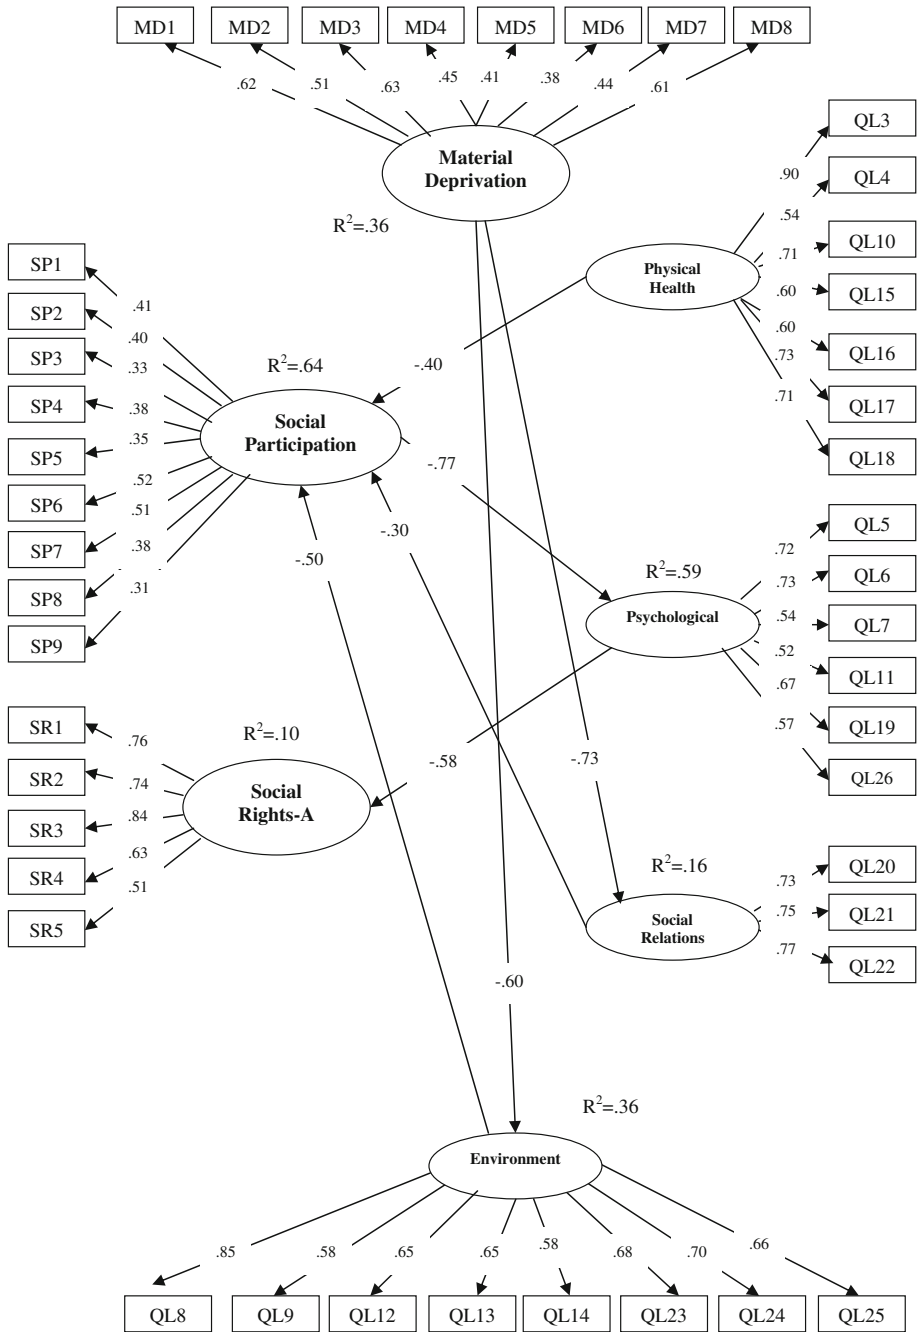 MD1 MD2 MD3 MD4 MD5 MD6 MD7 MD8
.62 .51 .63 .45 .41 .38 .44 .61
Material
Deprivation
R²=.36
QL3
.90
QL4
.54
QL10
.71
QL15
.60
QL16
.60
QL17
.73
QL18
.71
Physical
Health
SP1
.41
SP2
.40
SP3
.33
SP4
.38
SP5
.35
SP6
.52
SP7
.51
SP8
.38
SP9
.31
R²=.64
Social
Participation
-.40
-.77
-.30
-.50
R²=.59
Psychological
QL5
.72
QL6
.73
QL7
.54
QL11
.52
QL19
.67
QL26
.57
SR1
.76
SR2
.74
SR3
.84
SR4
.63
SR5
.51
R²=.10
Social
Rights-A
-.58
-.73
R²=.16
Social
Relations
QL20
.73
QL21
.75
QL22
.77
-.60
R²=.36
Environment
.85 .58 .65 .65 .58 .68 .70 .66
QL8 QL9 QL12 QL13 QL14 QL23 QL24 QL25